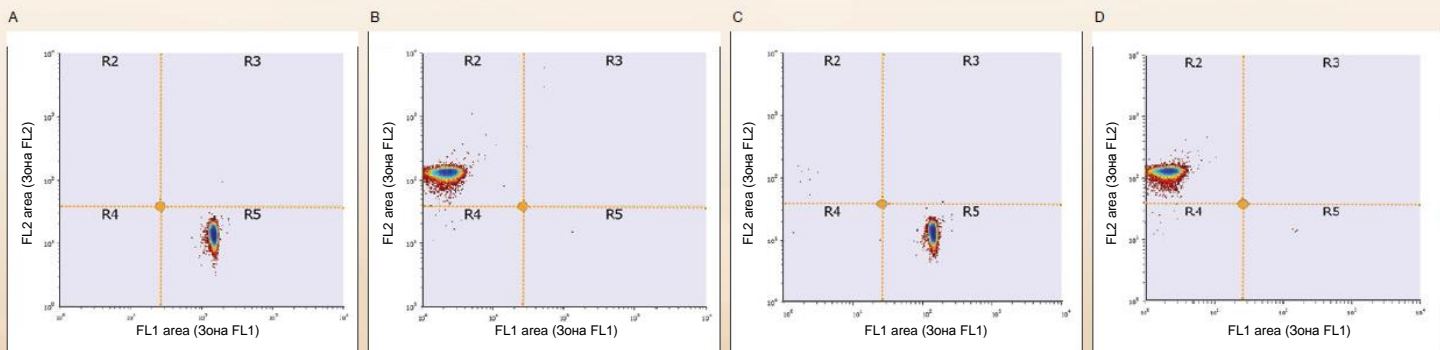 A B C D
R2 R3 R2 R3 R2 R3 R2 R3
FL2 area (Зона FL2) FL2 area (Зона FL2) FL2 area (Зона FL2) FL2 area (Зона FL2)
R4 R5 R4 R5 R4 R5 R4 R5
FL1 area (Зона FL1) FL1 area (Зона FL1) FL1 area (Зона FL1) FL1 area (Зона FL1)